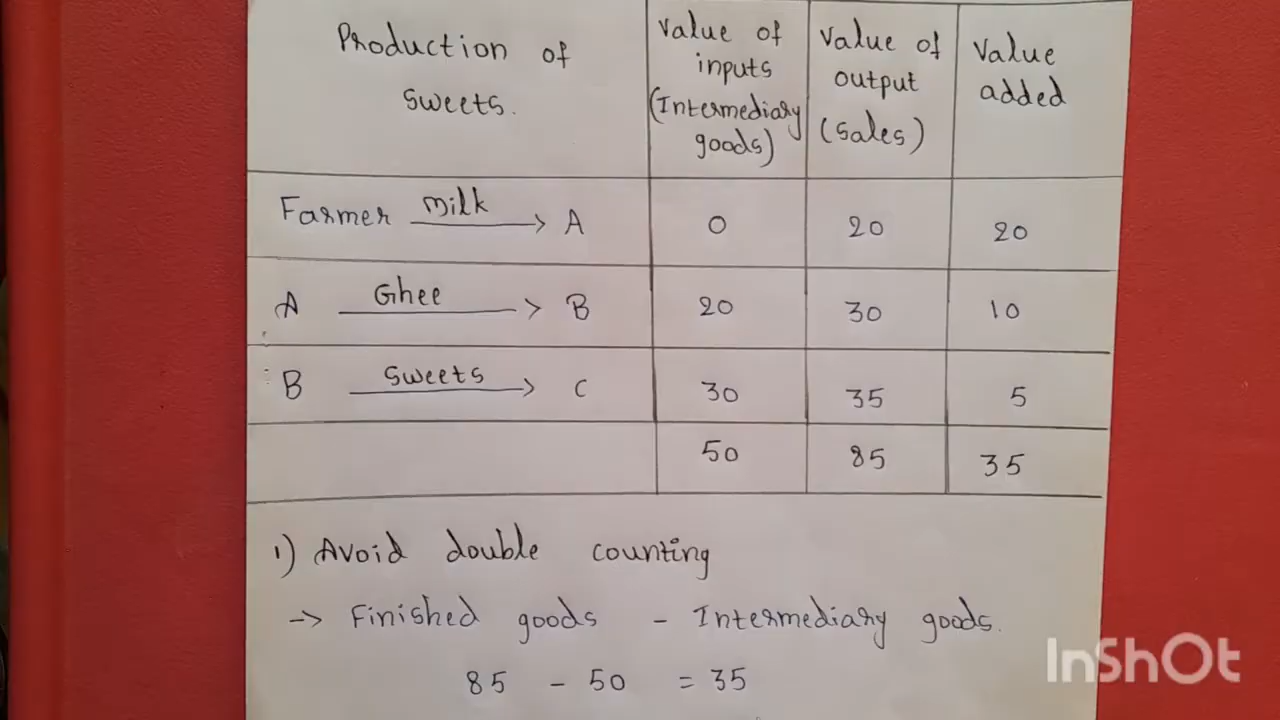 Production of sweets.
Value of inputs (Intermediary goods)
Value of output (sales)
Value added
Farmer milk → A 0 20 20
A Ghee → B 20 30 10
B Sweets → C 30 35 5
50 85 35
1) Avoid double counting
→ Finished goods - Intermediary goods.
85 - 50 = 35
InShOt